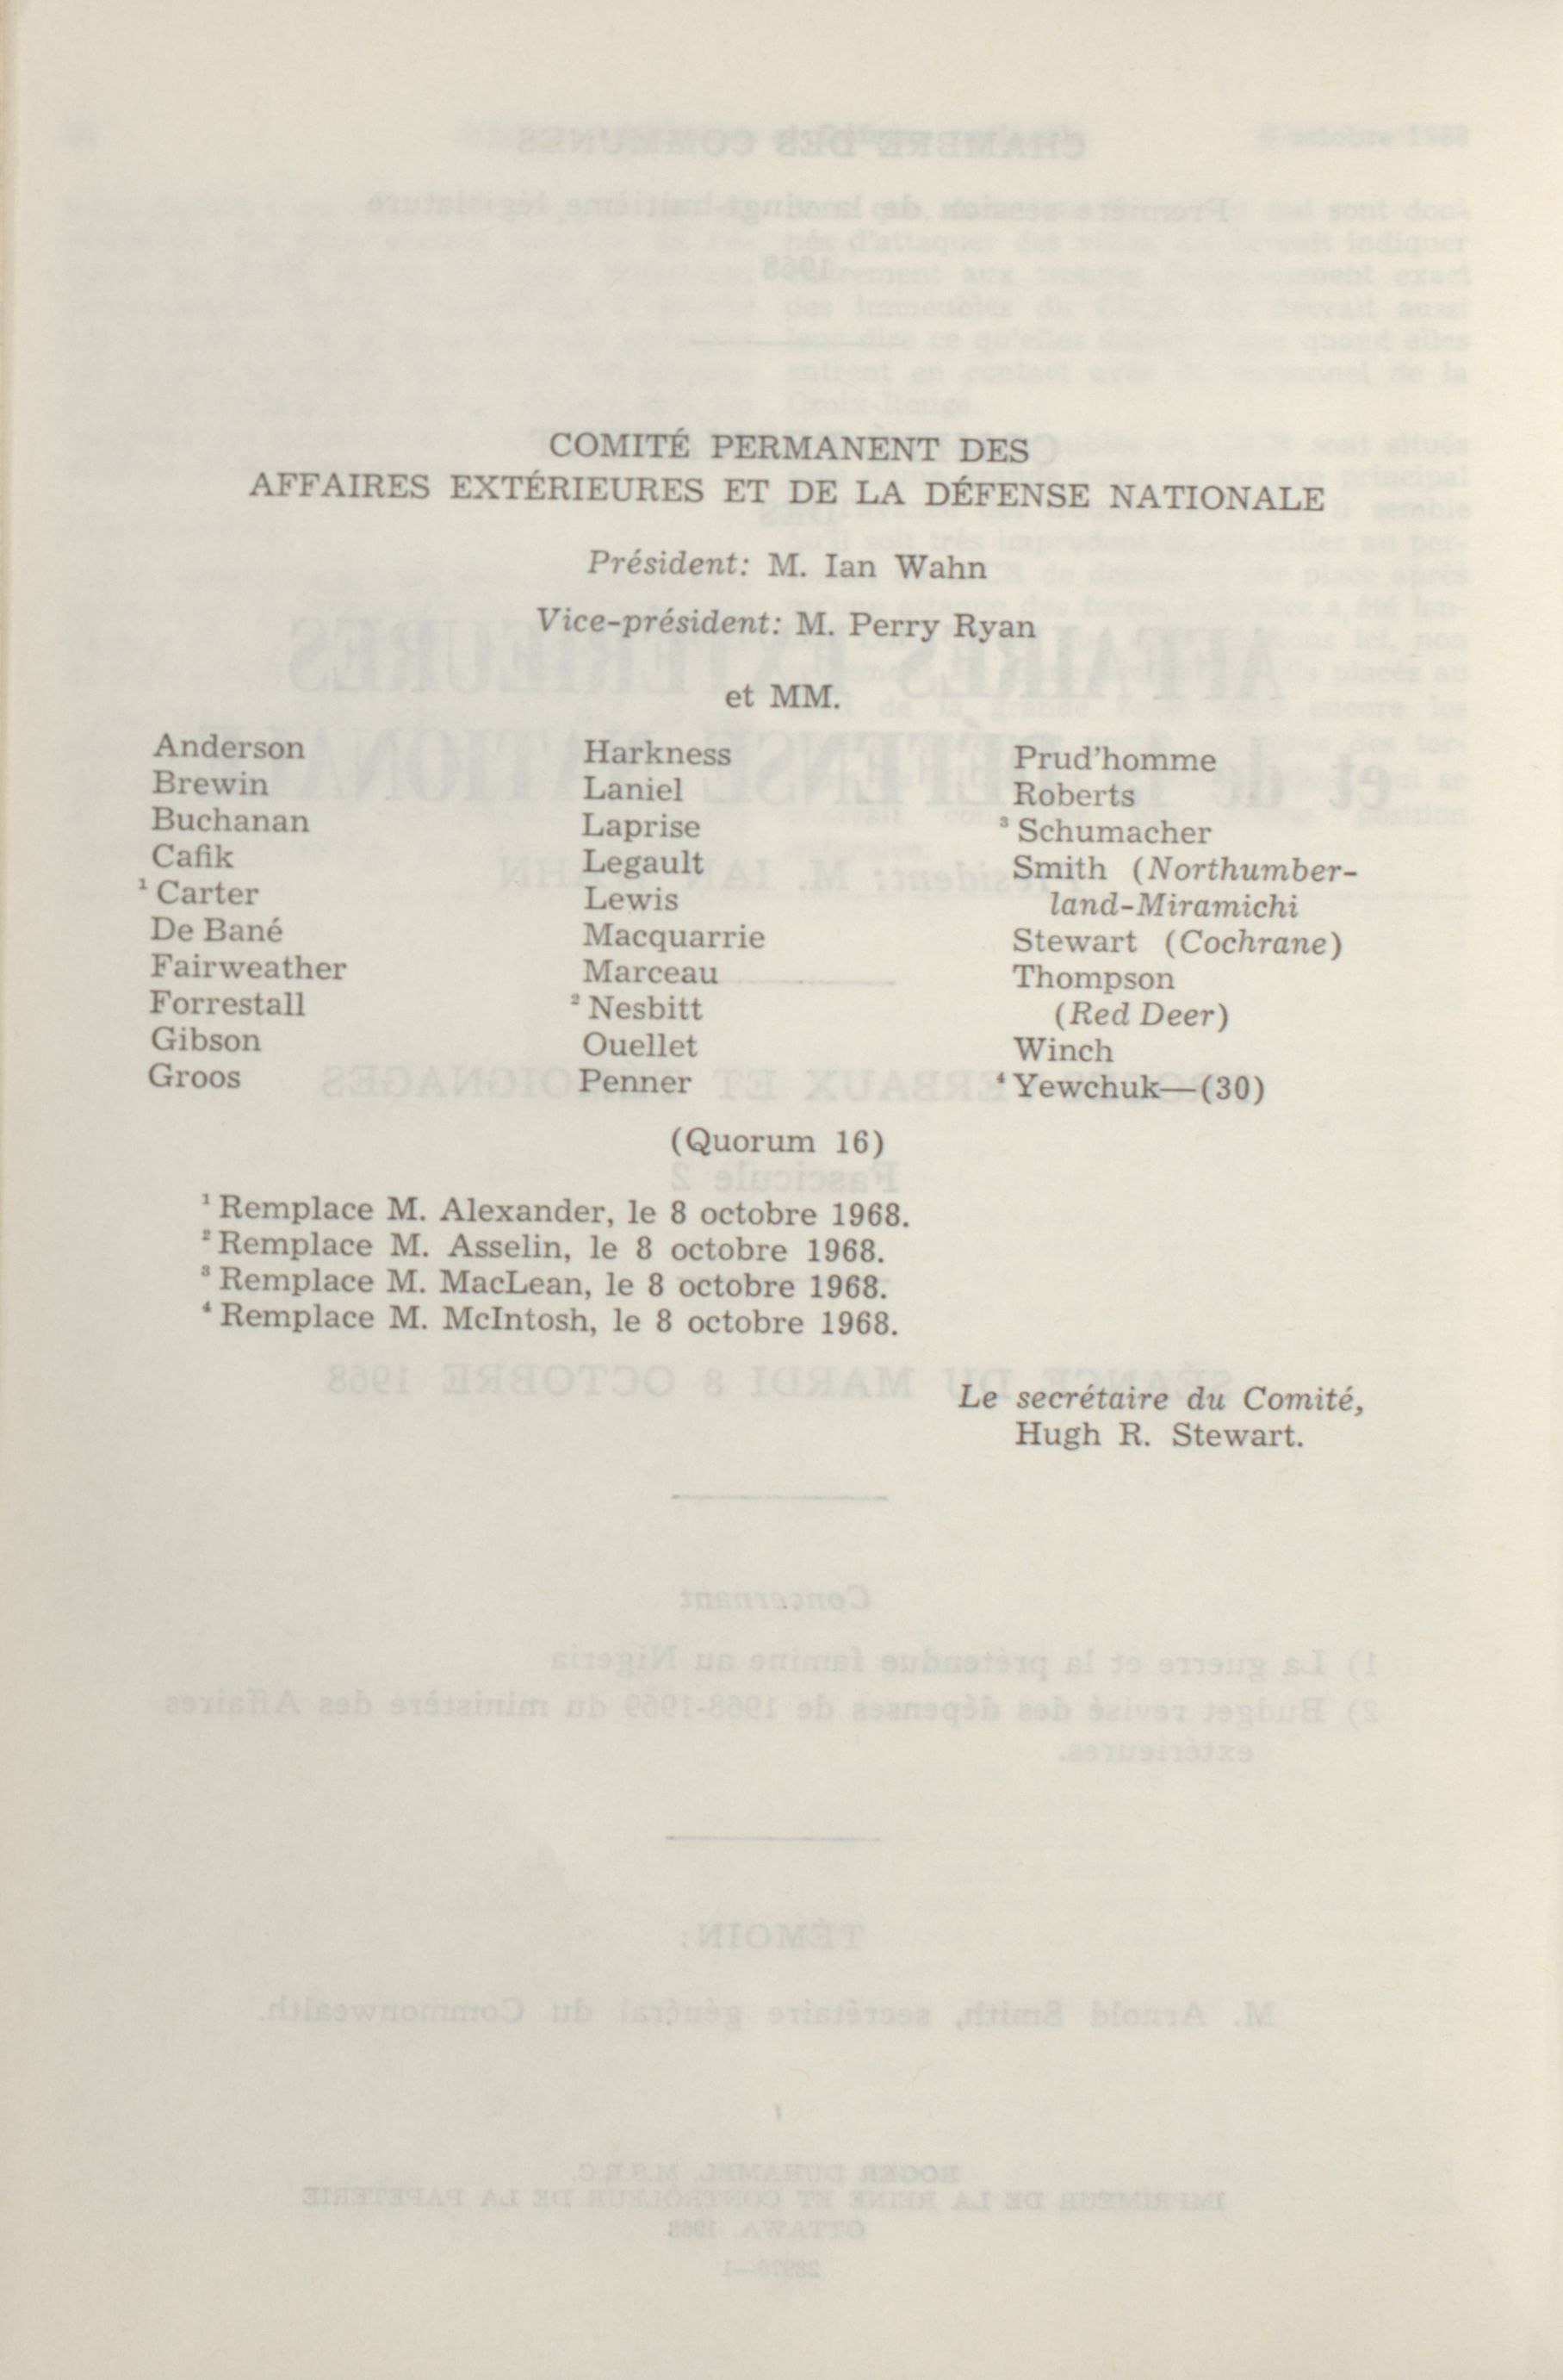 COMITÉ PERMANENT DES
AFFAIRES EXTÉRIEURES ET DE LA DÉFENSE NATIONALE
Président: M. Ian Wahn
Vice-président: M. Perry Ryan
et MM.
Anderson
Brewin
Buchanan
Cafik
¹ Carter
De Bané
Fairweather
Forrestall
Gibson
Groos
Harkness
Laniel
Laprise
Legault
Lewis
Macquarrie
Marceau
² Nesbitt
Ouellet
Penner
Prud'homme
Roberts
³ Schumacher
Smith (Northumber-
land-Miramichi
Stewart (Cochrane)
Thompson
(Red Deer)
Winch
⁴ Yewchuk—(30)
(Quorum 16)
¹ Remplace M. Alexander, le 8 octobre 1968.
² Remplace M. Asselin, le 8 octobre 1968.
³ Remplace M. MacLean, le 8 octobre 1968.
⁴ Remplace M. McIntosh, le 8 octobre 1968.
Le secrétaire du Comité,
Hugh R. Stewart.